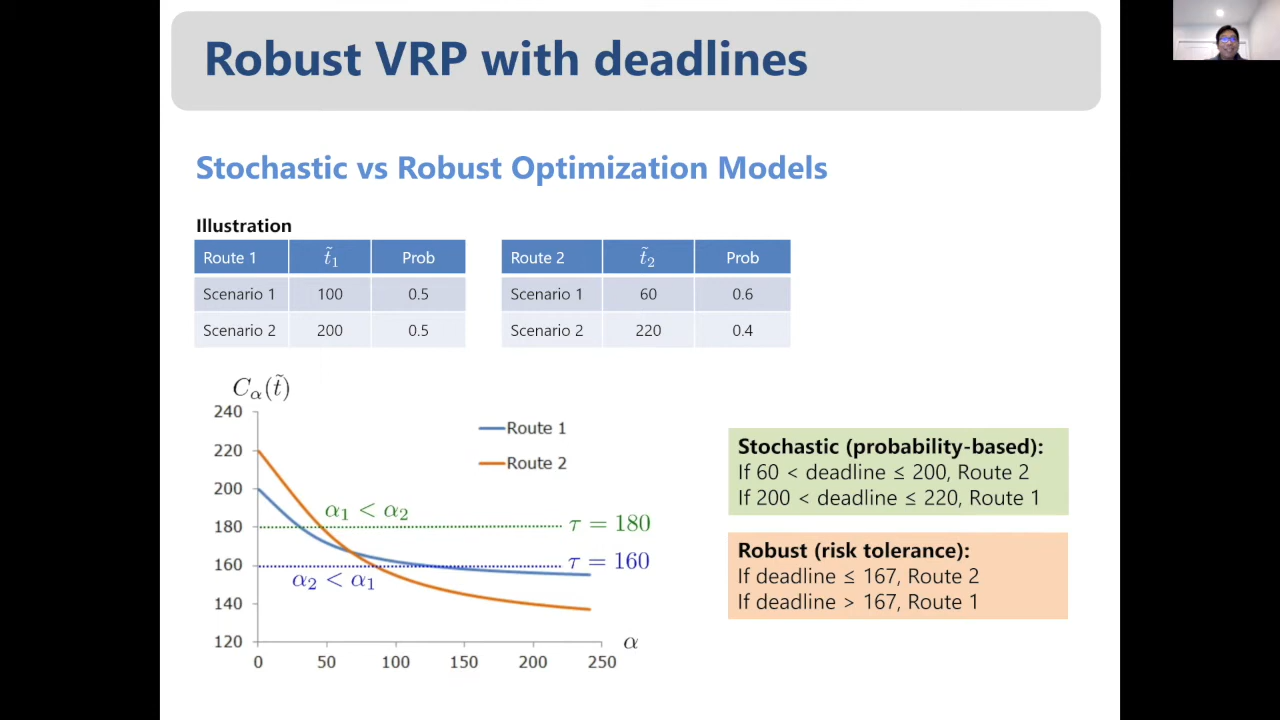 Robust VRP with deadlines
Stochastic vs Robust Optimization Models
Illustration
Route 1 t̃₁ Prob
Scenario 1 100 0.5
Scenario 2 200 0.5
Route 2 t̃₂ Prob
Scenario 1 60 0.6
Scenario 2 220 0.4
Cα(t̃)
240
220
200
180
160
140
120
0 50 100 150 200 250
α
Route 1
Route 2
α₁ < α₂
τ = 180
τ = 160
α₂ < α₁
Stochastic (probability-based):
If 60 < deadline ≤ 200, Route 2
If 200 < deadline ≤ 220, Route 1
Robust (risk tolerance):
If deadline ≤ 167, Route 2
If deadline > 167, Route 1